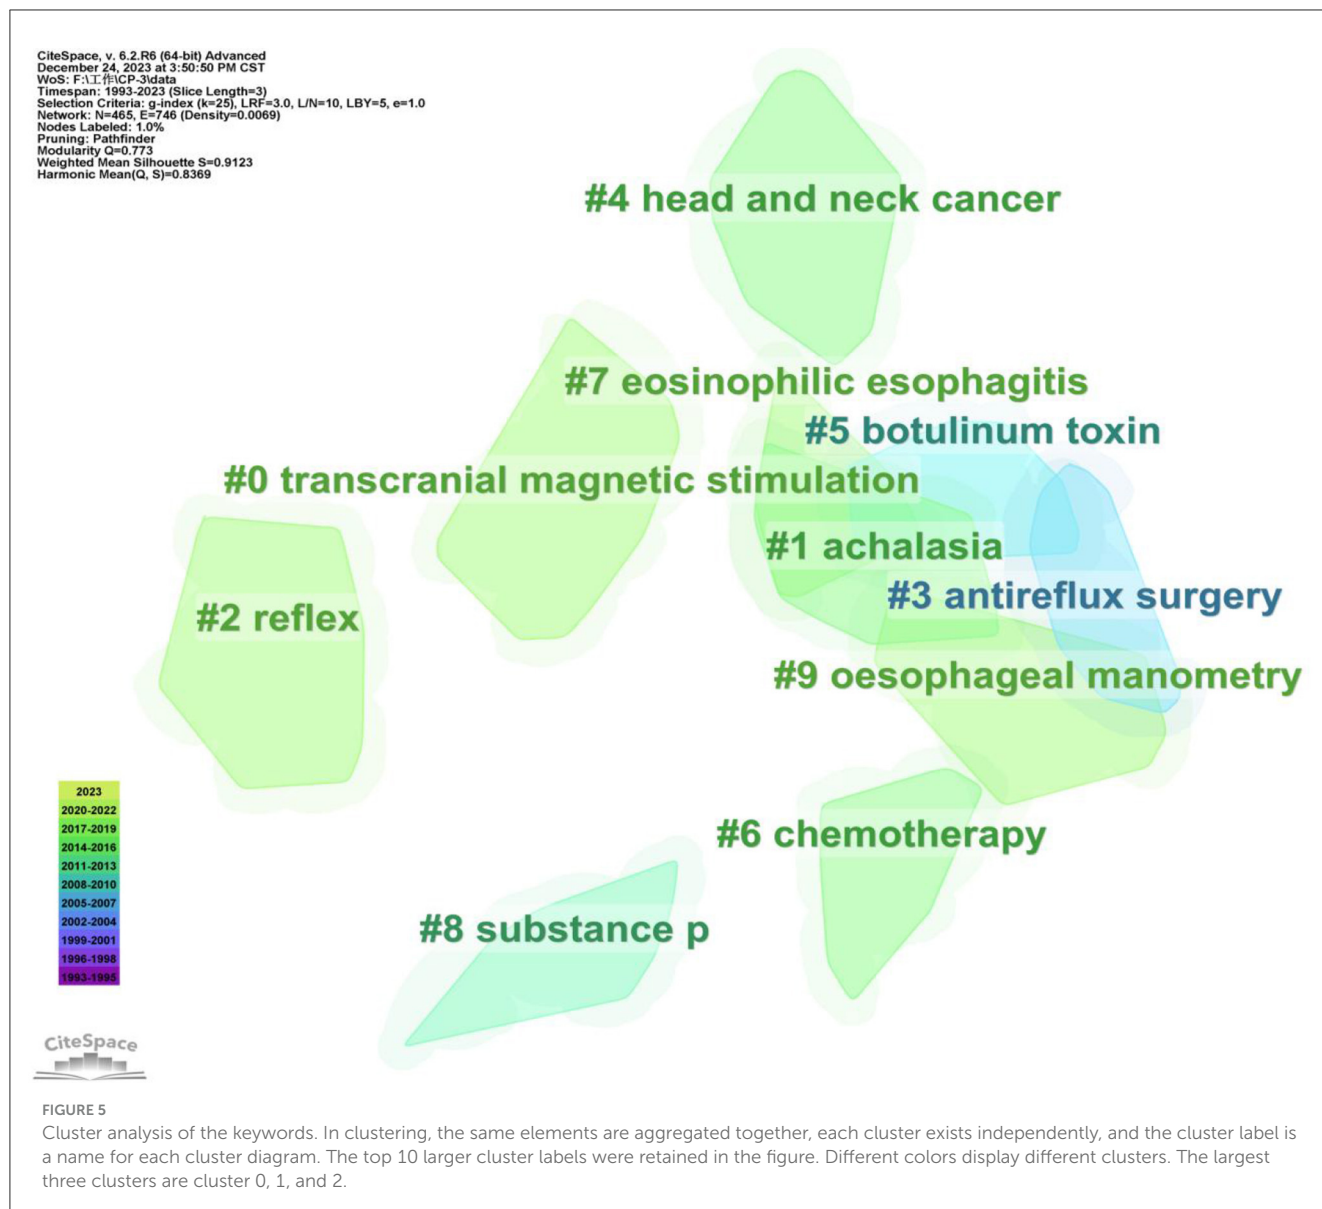 CiteSpace, v. 6.2.R6 (64-bit) Advanced
December 24, 2023 at 3:50:50 PM CST
WoS: F:\工作\CP-3\data
Timespan: 1993-2023 (Slice Length=3)
Selection Criteria: g-index (k=25), LRF=3.0, L/N=10, LBY=5, e=1.0
Network: N=465, E=746 (Density=0.0069)
Nodes Labeled: 1.0%
Pruning: Pathfinder
Modularity Q=0.773
Weighted Mean Silhouette S=0.9123
Harmonic Mean(Q, S)=0.8369
#4 head and neck cancer
#7 eosinophilic esophagitis
#5 botulinum toxin
#0 transcranial magnetic stimulation
#1 achalasia
#3 antireflux surgery
#2 reflex
#9 oesophageal manometry
#6 chemotherapy
#8 substance p
2023
2020-2022
2017-2019
2014-2016
2011-2013
2008-2010
2005-2007
2002-2004
1999-2001
1996-1998
1993-1995
CiteSpace
FIGURE 5
Cluster analysis of the keywords. In clustering, the same elements are aggregated together, each cluster exists independently, and the cluster label is
a name for each cluster diagram. The top 10 larger cluster labels were retained in the figure. Different colors display different clusters. The largest
three clusters are cluster 0, 1, and 2.